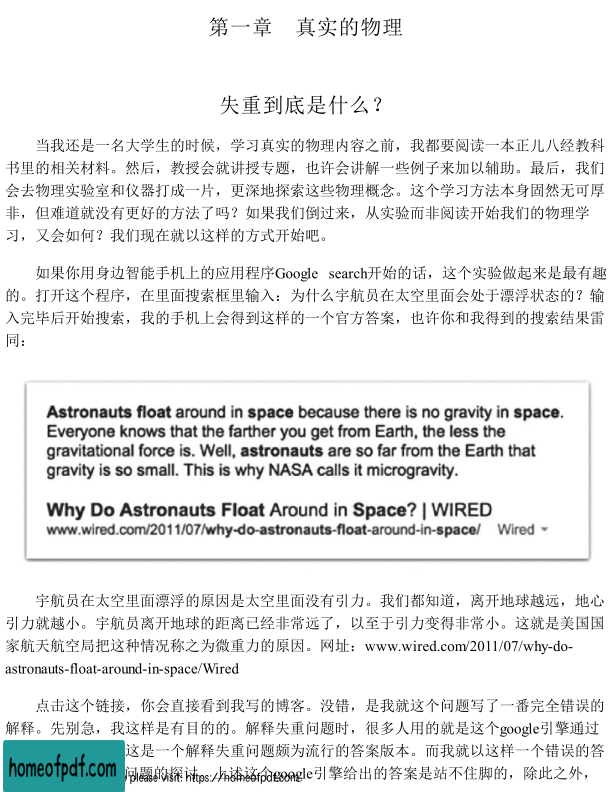 第一章 真实的物理
失重到底是什么？
当我还是一名大学生的时候，学习真实的物理内容之前，我都要阅读一本正儿八经教科
书里的相关材料。然后，教授会就讲授专题，也许会讲解一些例子来加以辅助。最后，我们
会去物理实验室和仪器打成一片，更深地探索这些物理概念。这个学习方法本身固然无可厚
非，但难道就没有更好的方法了吗？如果我们倒过来，从实验而非阅读开始我们的物理学
习，又会如何？我们现在就以这样的方式开始吧。
如果你用身边智能手机上的应用程序Google search开始的话，这个实验做起来是最有趣
的。打开这个程序，在里面搜索框里输入：为什么宇航员在太空里面会处于漂浮状态的？输
入完毕后开始搜索，我的手机上会得到这样的一个官方答案，也许你和我得到的搜索结果雷
同：
Astronauts float around in space because there is no gravity in space.
Everyone knows that the farther you get from Earth, the less the
gravitational force is. Well, astronauts are so far from the Earth that
gravity is so small. This is why NASA calls it microgravity.
Why Do Astronauts Float Around in Space? | WIRED
www.wired.com/2011/07/why-do-astronauts-float-around-in-space/ Wired
宇航员在太空里面漂浮的原因是太空里面没有引力。我们都知道，离开地球越远，地心
引力就越小。宇航员离开地球的距离已经非常远了，以至于引力变得非常小。这就是美国国
家航天航空局把这种情况称之为微重力的原因。网址：www.wired.com/2011/07/why-do-
astronauts-float-around-in-space/Wired
点击这个链接，你会直接看到我写的博客。没错，是我就这个问题写了一番完全错误的
解释。先别急，我这样是有目的的。解释失重问题时，很多人用的就是这个google引擎通过
这是一个解释失重问题颇为流行的答案版本。而我就以这样一个错误的答
问题的探讨。上述这个google引擎给出的答案是站不住脚的，除此之外，
homeofpdf.com
please visit: https://homeofpdf.com